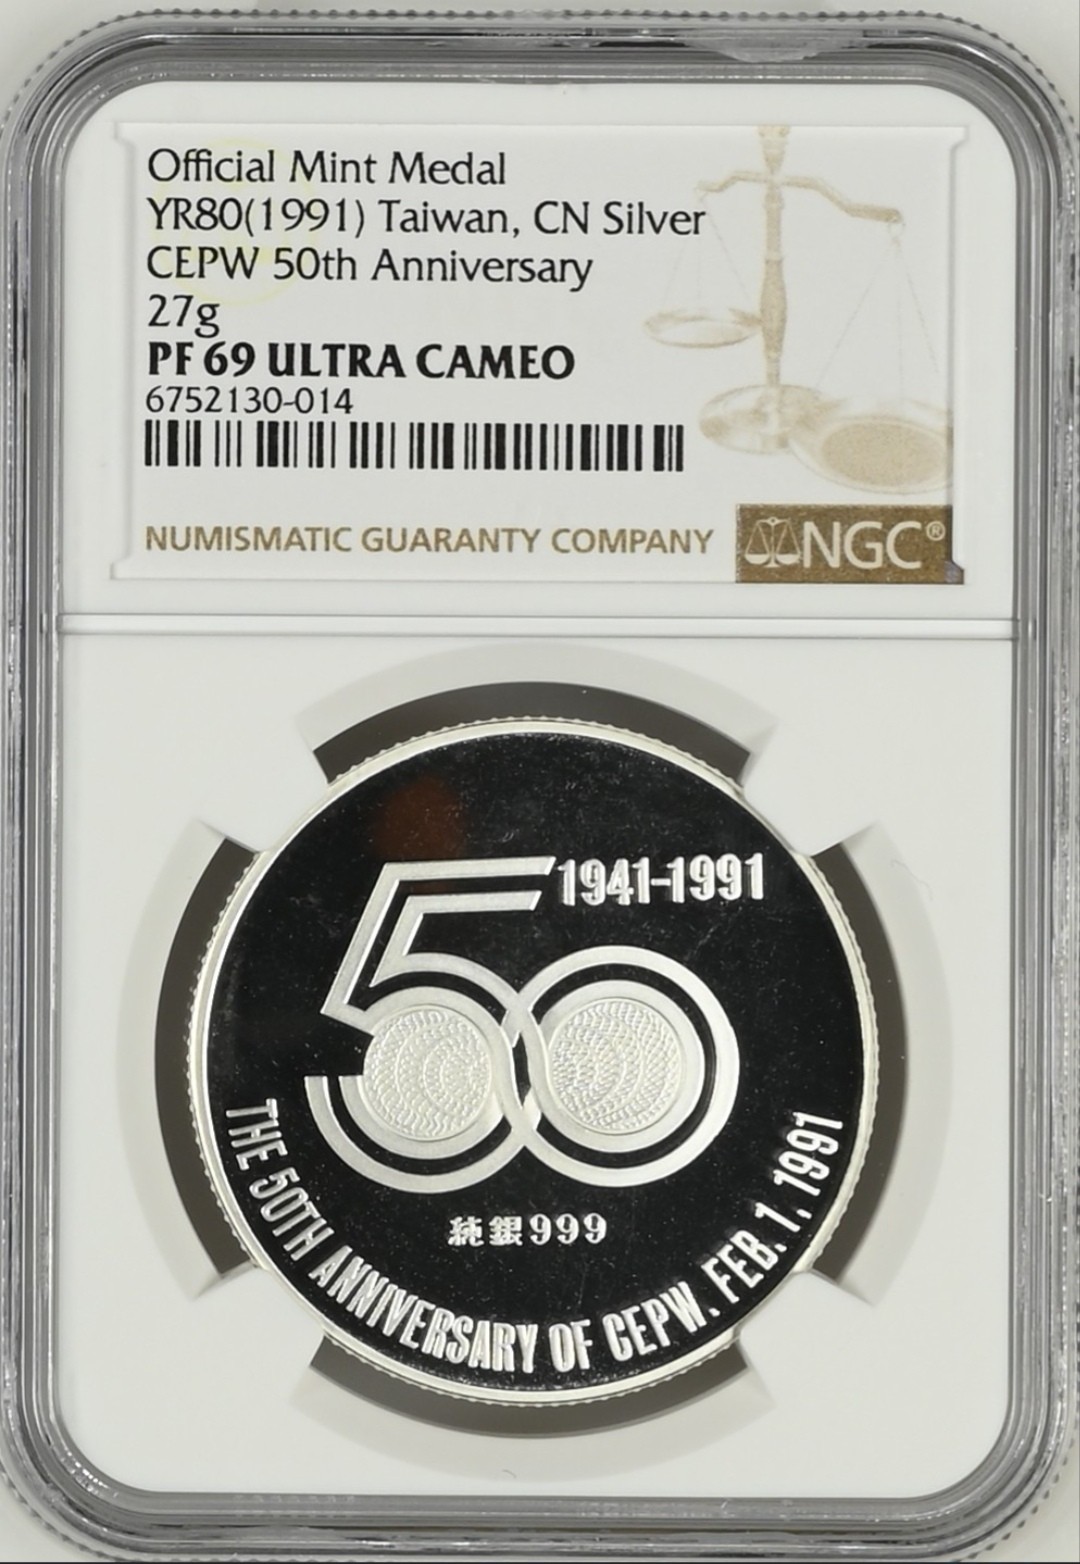 Official Mint Medal
YR80(1991) Taiwan, CN Silver
CEPW 50th Anniversary
27g
PF 69 ULTRA CAMEO
6752130-014
NUMISMATIC GUARANTY COMPANY
NGC®
50
1941-1991
純銀999
THE 50TH ANNIVERSARY OF CEPW. FEB. 1. 1991